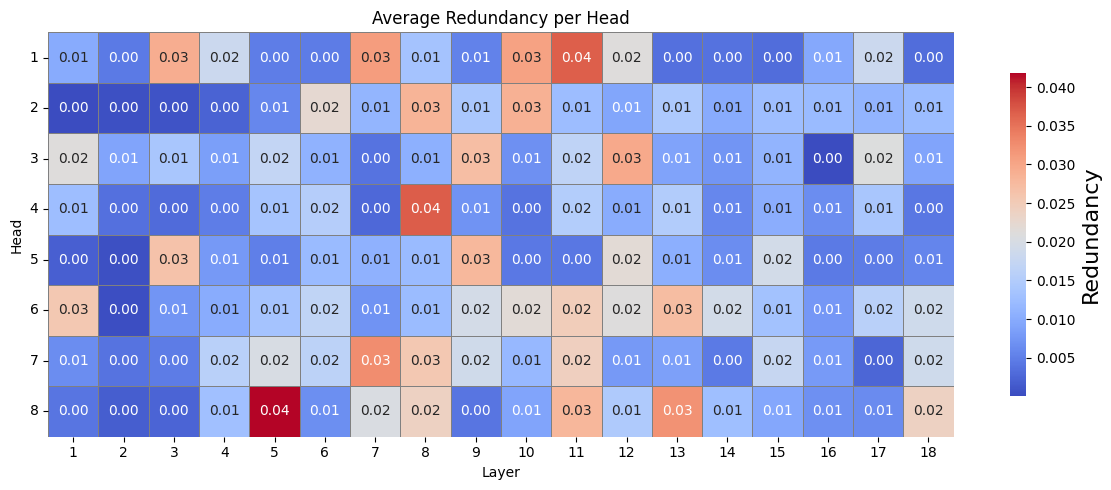 Average Redundancy per Head
1 0.01 0.00 0.03 0.02 0.00 0.00 0.03 0.01 0.01 0.03 0.04 0.02 0.00 0.00 0.00 0.01 0.02 0.00
2 0.00 0.00 0.00 0.00 0.01 0.02 0.01 0.03 0.01 0.03 0.01 0.01 0.01 0.01 0.01 0.01 0.01 0.01
3 0.02 0.01 0.01 0.01 0.02 0.01 0.00 0.01 0.03 0.01 0.02 0.03 0.01 0.01 0.01 0.00 0.02 0.01
4 0.01 0.00 0.00 0.00 0.01 0.02 0.00 0.04 0.01 0.00 0.02 0.01 0.01 0.01 0.01 0.01 0.01 0.00
5 0.00 0.00 0.03 0.01 0.01 0.01 0.01 0.01 0.03 0.00 0.00 0.02 0.01 0.01 0.02 0.00 0.00 0.01
6 0.03 0.00 0.01 0.01 0.01 0.02 0.01 0.01 0.02 0.02 0.02 0.02 0.03 0.02 0.01 0.01 0.02 0.02
7 0.01 0.00 0.00 0.02 0.02 0.02 0.03 0.03 0.02 0.01 0.02 0.01 0.01 0.00 0.02 0.01 0.00 0.02
8 0.00 0.00 0.00 0.01 0.04 0.01 0.02 0.02 0.00 0.01 0.03 0.01 0.03 0.01 0.01 0.01 0.01 0.02
1 2 3 4 5 6 7 8 9 10 11 12 13 14 15 16 17 18
Layer
Head
0.040
0.035
0.030
0.025
0.020
0.015
0.010
0.005
Redundancy